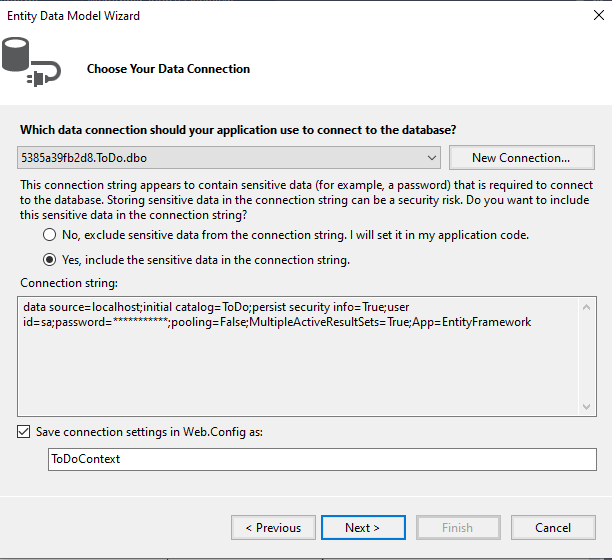 Entity Data Model Wizard
Choose Your Data Connection
Which data connection should your application use to connect to the database?
5385a39fb2d8.ToDo.dbo
New Connection...
This connection string appears to contain sensitive data (for example, a password) that is required to connect
to the database. Storing sensitive data in the connection string can be a security risk. Do you want to include
this sensitive data in the connection string?
No, exclude sensitive data from the connection string. I will set it in my application code.
Yes, include the sensitive data in the connection string.
Connection string:
data source=localhost;initial catalog=ToDo;persist security info=True;user
id=sa;password=***********;pooling=False;MultipleActiveResultSets=True;App=EntityFramework
Save connection settings in Web.Config as:
ToDoContext
< Previous
Next >
Finish
Cancel